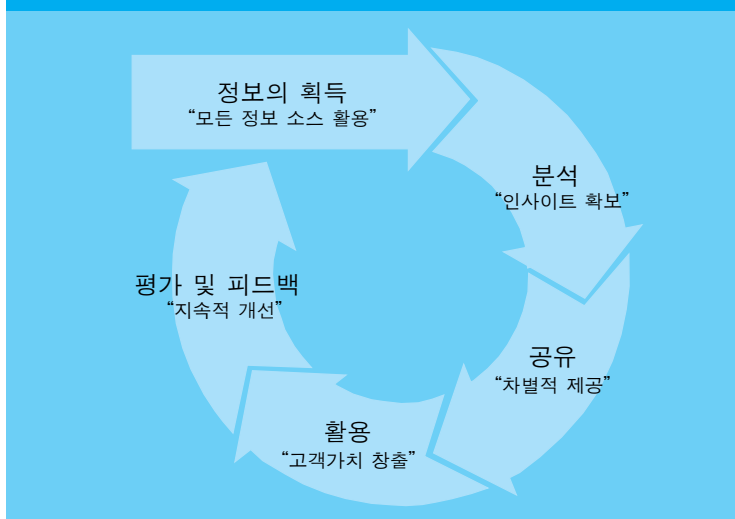 정보의 획득
“모든 정보 소스 활용”
분석
“인사이트 확보”
공유
“차별적 제공”
활용
“고객가치 창출”
평가 및 피드백
“지속적 개선”